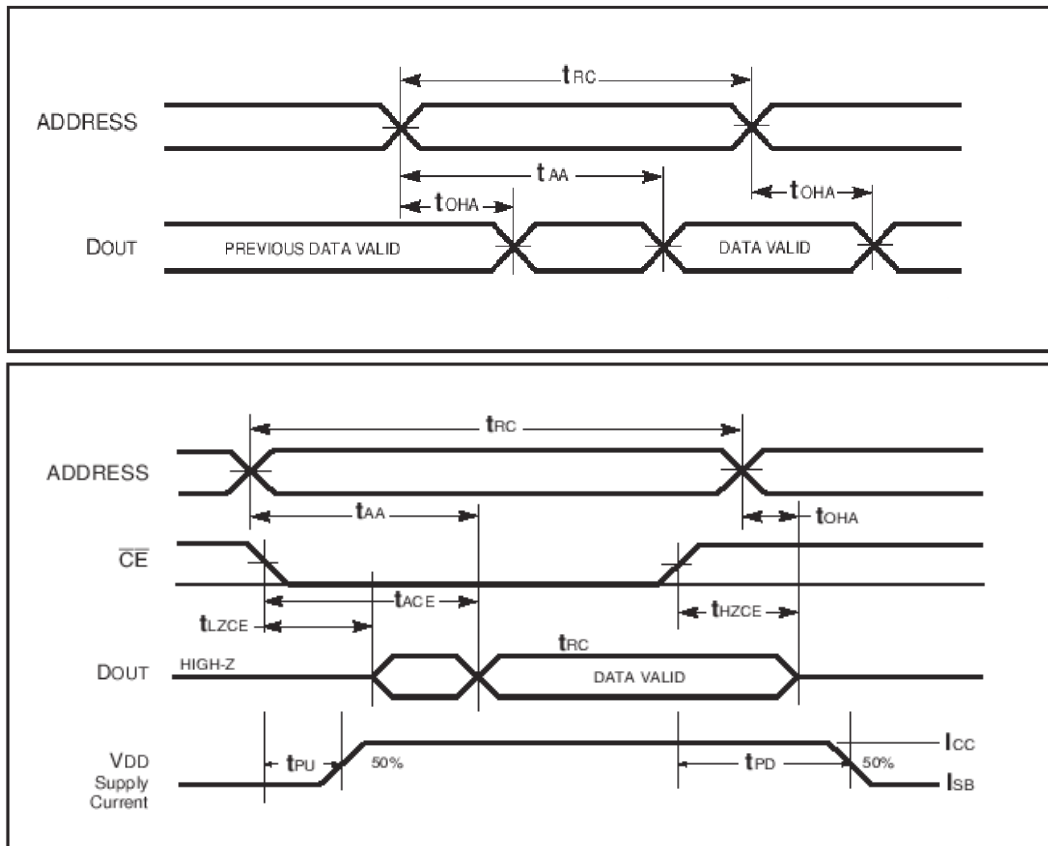 tRC
ADDRESS
tAA
tOHA
tOHA
DOUT
PREVIOUS DATA VALID
DATA VALID
tRC
ADDRESS
tAA
tOHA
CE
tACE
tHZCE
tLZCE
tRC
DOUT
HIGH-Z
DATA VALID
ICC
VDD
tPU
50%
tPD
50%
Supply
ISB
Current